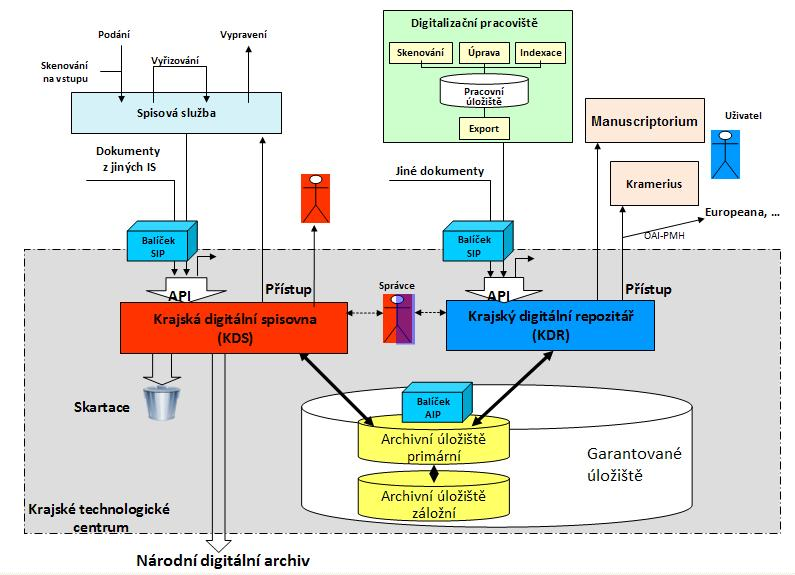 Podání
Vypravení
Skenování
na vstupu
Vyřizování
Spisová služba
Dokumenty
z jiných IS
Digitalizační pracoviště
Skenování
Úprava
Indexace
Pracovní
úložiště
Export
Jiné dokumenty
Manuscriptorium
Uživatel
Kramerius
Europeana, ...
OAI-PMH
Balíček
SIP
Balíček
SIP
API
Přístup
Správce
API
Přístup
Krajská digitální spisovna
(KDS)
Krajský digitální repozitář
(KDR)
Skartace
Balíček
AIP
Archivní úložiště
primární
Garantované
úložiště
Archivní úložiště
záložní
Krajské technologické
centrum
Národní digitální archiv